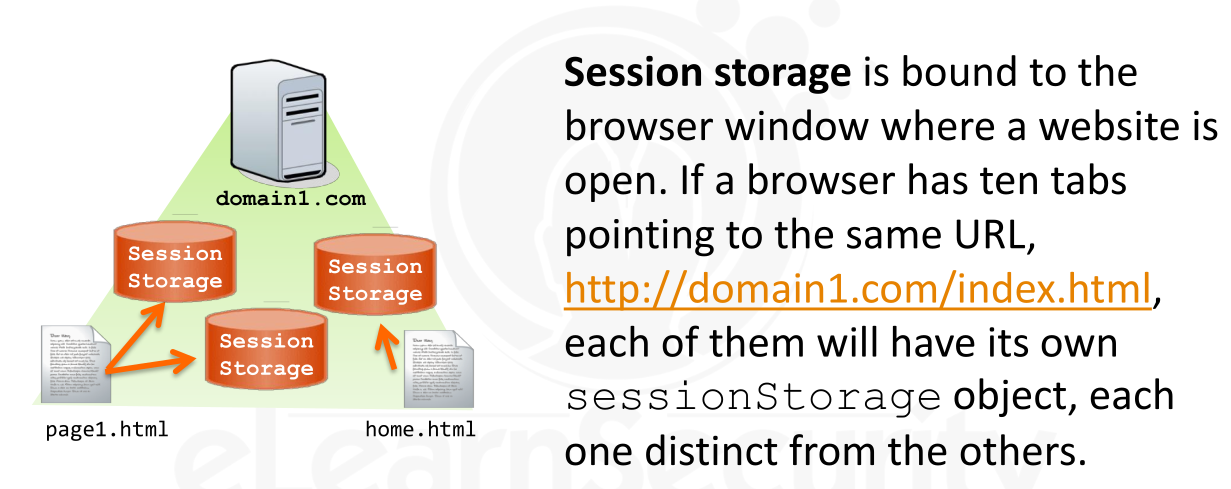 domain1.com
Session
Storage
Session
Storage
Session
Storage
page1.html
home.html
Session storage is bound to the
browser window where a website is
open. If a browser has ten tabs
pointing to the same URL,
http://domain1.com/index.html,
each of them will have its own
sessionStorage object, each
one distinct from the others.
eLearnSecurity